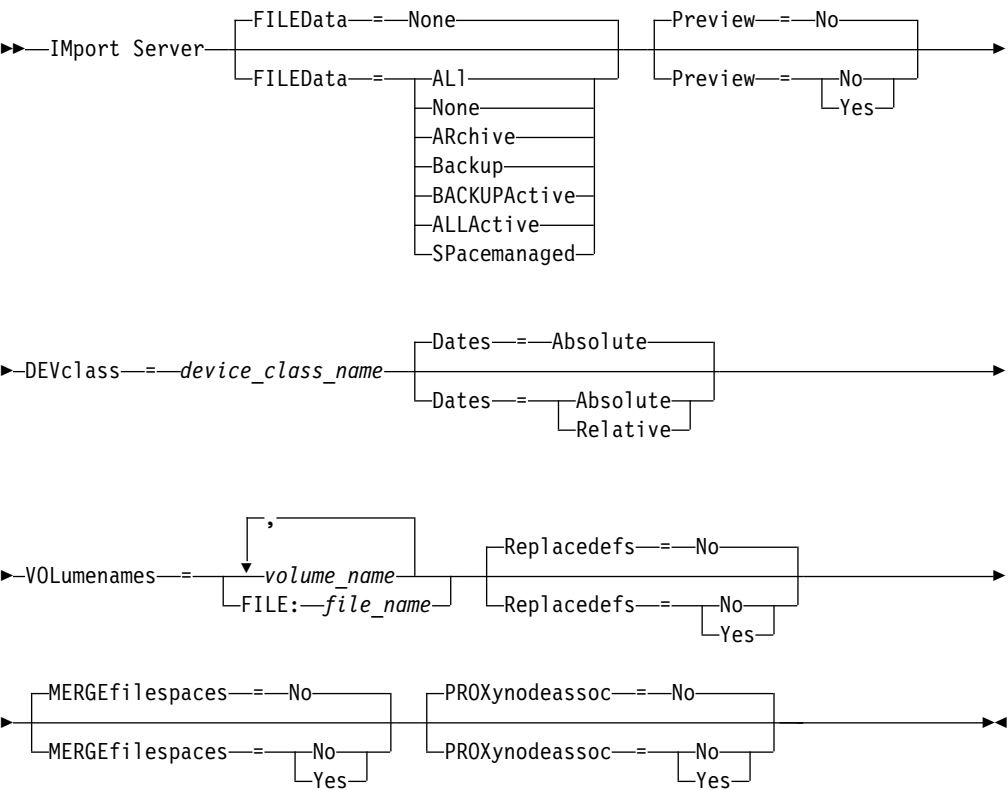 FILEData = None
Preview = No
IMport Server
FILEData = ALl
Preview = No
None
Yes
ARchive
Backup
BACKUPActive
ALLActive
SPacemanaged
Dates = Absolute
DEVclass = device_class_name
Dates = Absolute
Relative
,
Replacedefs = No
VOLumenames = volume_name
FILE: file_name
Replacedefs = No
Yes
MERGEfilespaces = No
PROXynodeassoc = No
MERGEfilespaces = No
PROXynodeassoc = No
Yes
Yes